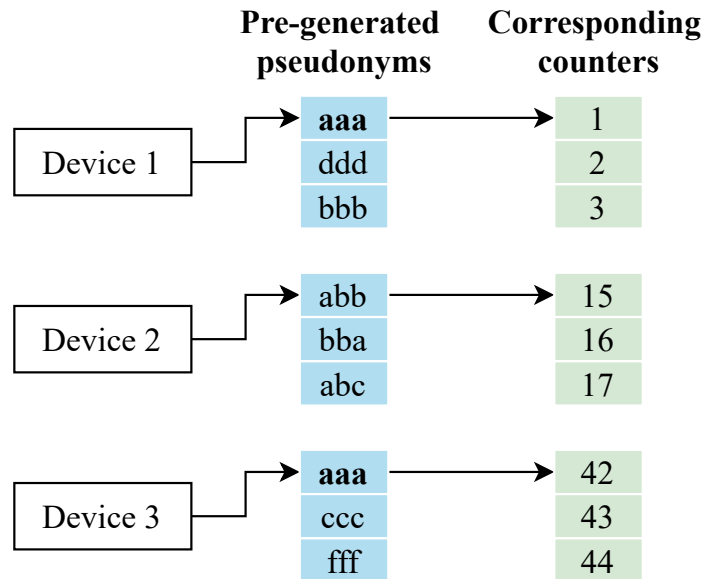 Pre-generated pseudonyms
Corresponding counters
Device 1
aaa 1
ddd 2
bbb 3
Device 2
abb 15
bba 16
abc 17
Device 3
aaa 42
ccc 43
fff 44